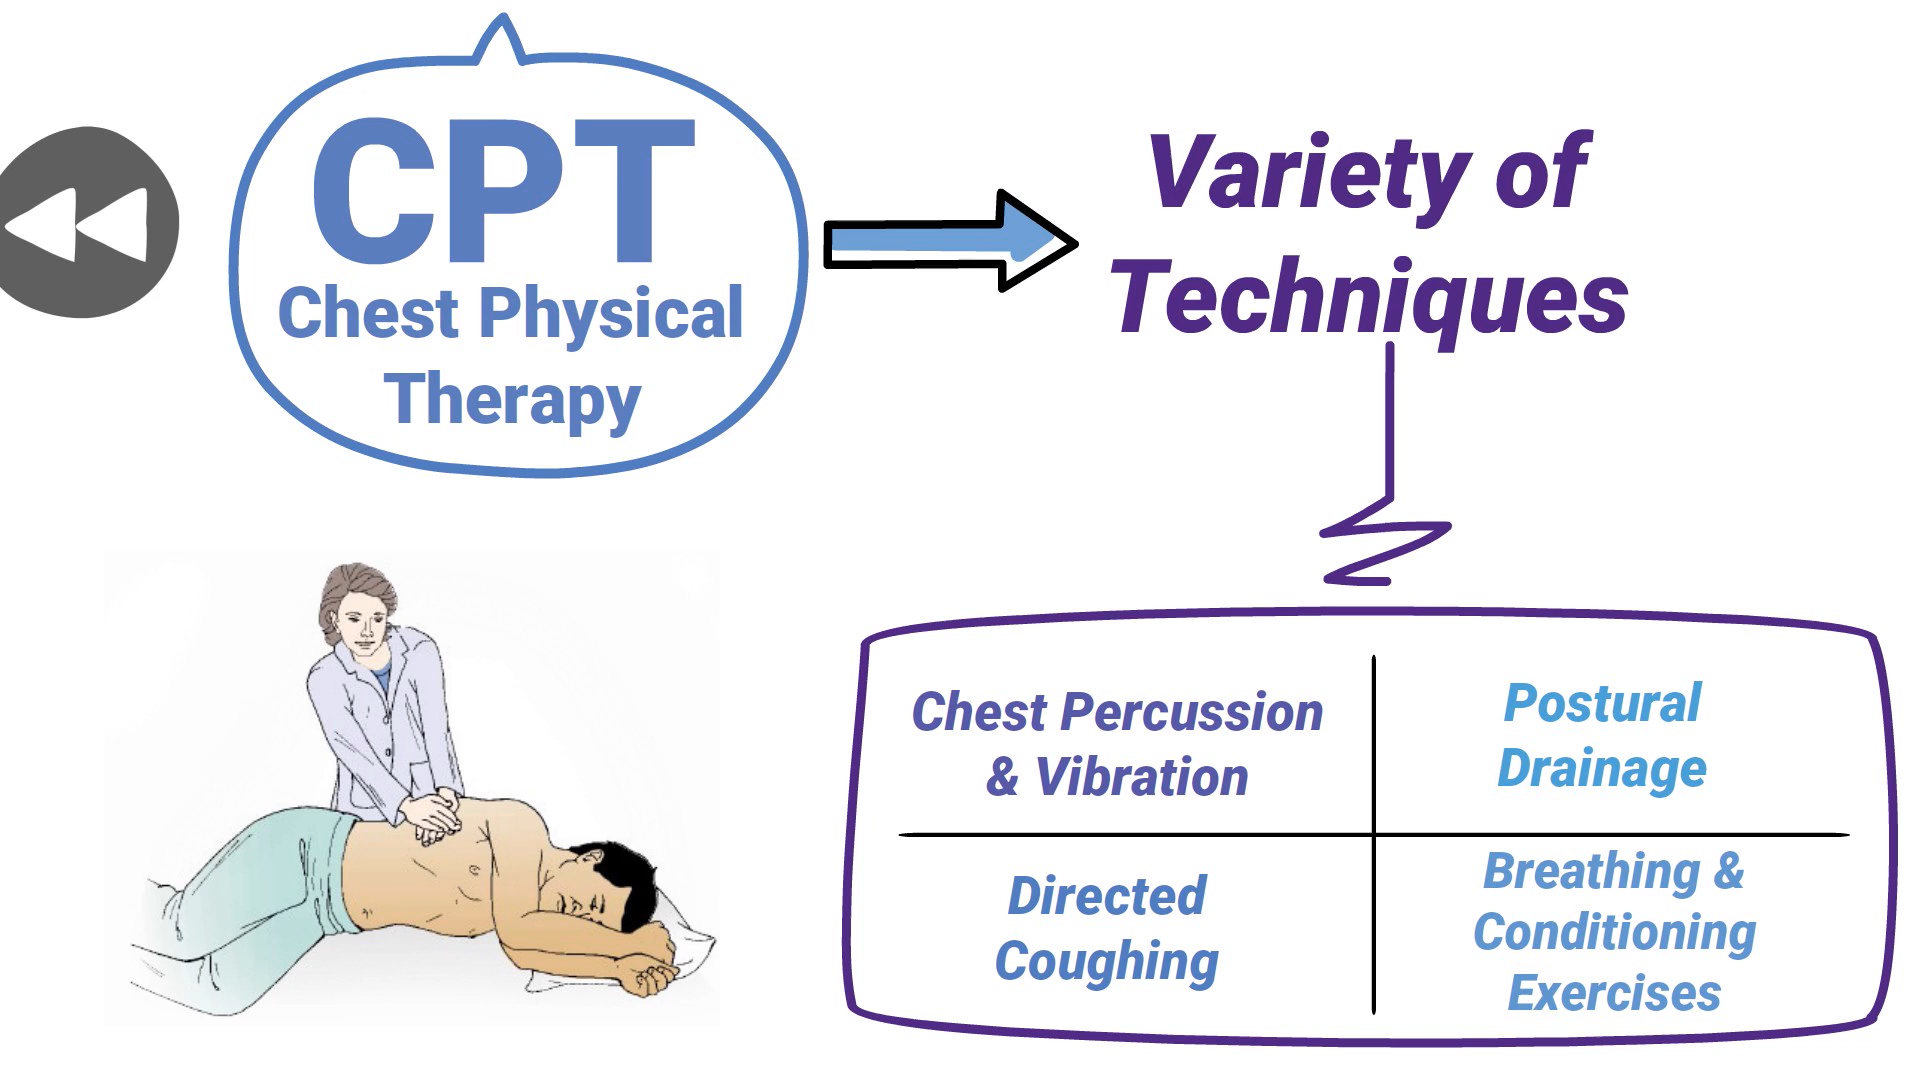 CPT
Chest Physical
Therapy
Variety of
Techniques
Chest Percussion
& Vibration
Postural
Drainage
Directed
Coughing
Breathing &
Conditioning
Exercises